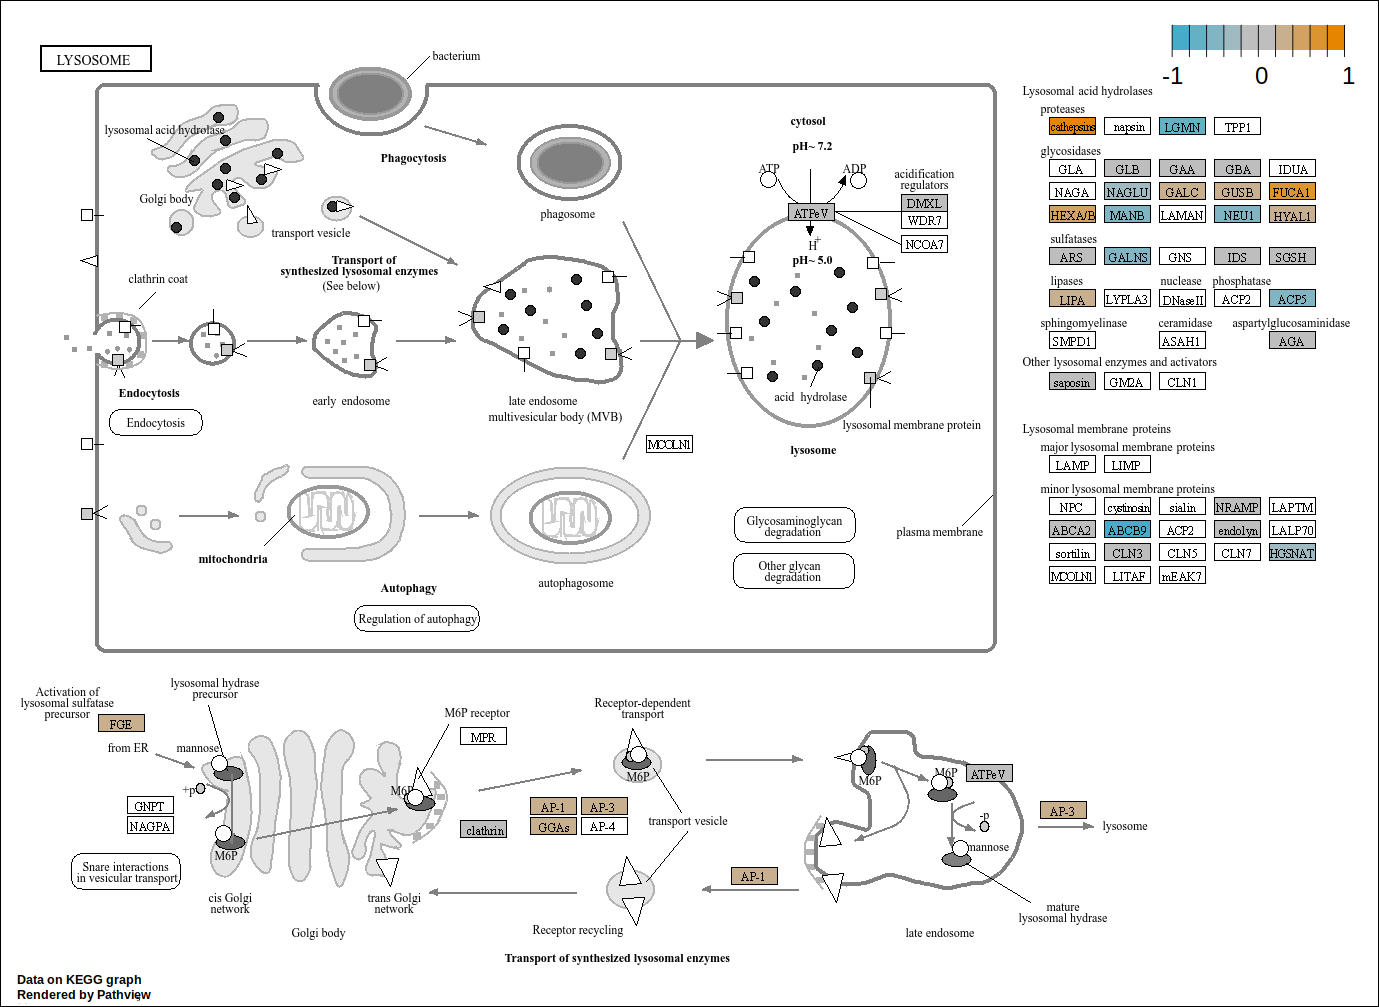 LYSOSOME
bacterium
-1
0
1
lysosomal acid hydrolase
Phagocytosis
Golgi body
transport vesicle
phagosome
cytosol
pH~ 7.2
ATP
ADP
acidification
regulators
ATPeV
DMXL
WDR7
NCOA7
H+
pH~ 5.0
Transport of
synthesized lysosomal enzymes
(See below)
clathrin coat
Endocytosis
Endocytosis
early endosome
late endosome
multivesicular body (MVB)
MCOLN1
acid hydrolase
lysosomal membrane protein
lysosome
mitochondria
Autophagy
Regulation of autophagy
autophagosome
Glycosaminoglycan
degradation
Other glycan
degradation
plasma membrane
Lysosomal acid hydrolases
proteases
cathepsins napsin LGMN TPP1
glycosidases
GLA GLB GAA GBA IDUA
NAGA NAGLU GALC GUSB FUCA1
HEXA/B MANB LAMAN NEU1 HYAL1
sulfatases
ARS GALNS GNS IDS SGSH
lipases nuclease phosphatase
LIPA LYPLA3 DNaseII ACP2 ACP5
sphingomyelinase ceramidase aspartylglucosaminidase
SMPD1 ASAH1 AGA
Other lysosomal enzymes and activators
saposin GM2A CLN1
Lysosomal membrane proteins
major lysosomal membrane proteins
LAMP LIMP
minor lysosomal membrane proteins
NPC cystinosin sialin NRAMP LAPTM
ABCA2 ABCB9 ACP2 endolyn LALP70
sortilin CLN3 CLN5 CLN7 HGSNAT
MCOLN1 LITAF mEAK7
Activation of
lysosomal sulfatase
precursor
FGE
lysosomal hydrase
precursor
from ER
mannose
+p
GNPT
NAGPA
M6P
Snare interactions
in vesicular transport
cis Golgi
network
Golgi body
trans Golgi
network
M6P receptor
MPR
M6P
clathrin
AP-1 AP-3
GGAs AP-4
Receptor-dependent
transport
M6P
transport vesicle
Receptor recycling
AP-1
M6P
M6P
ATPeV
-p
mannose
AP-3
lysosome
mature
lysosomal hydrase
late endosome
Transport of synthesized lysosomal enzymes
Data on KEGG graph
Rendered by Pathview